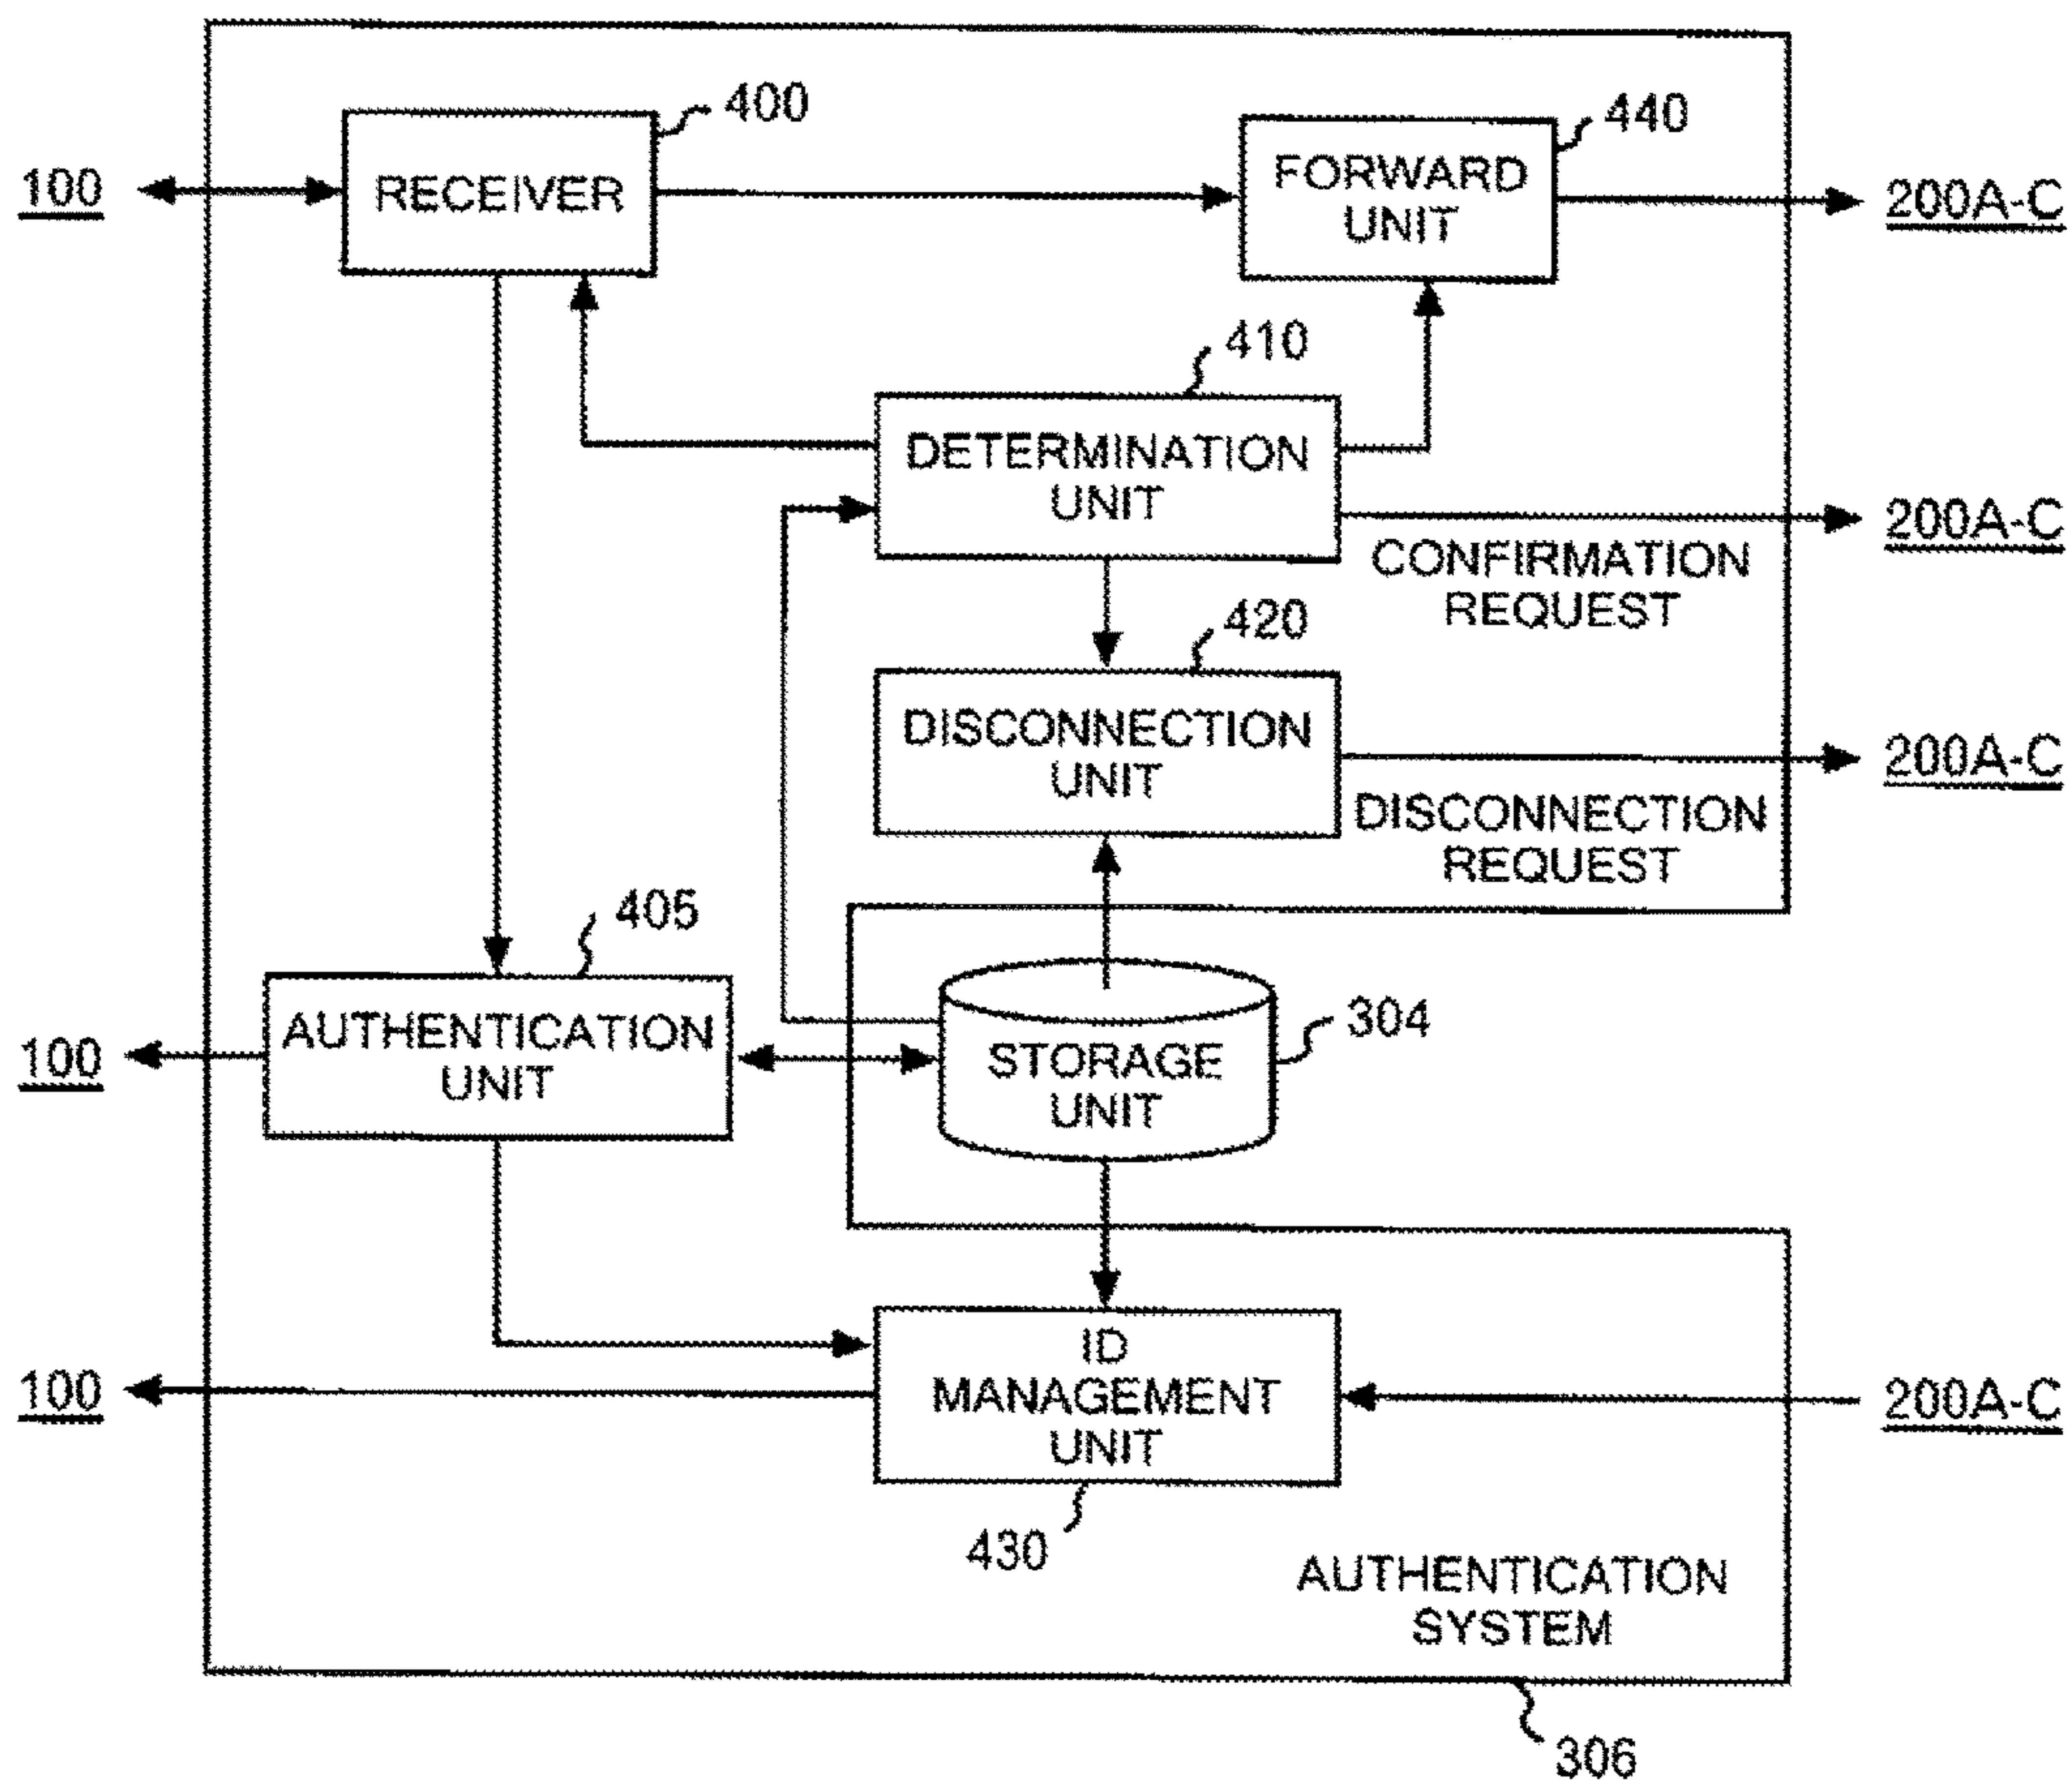 400
440
100
RECEIVER
FORWARD
UNIT
200A-C
410
DETERMINATION
UNIT
200A-C
CONFIRMATION
REQUEST
420
DISCONNECTION
UNIT
200A-C
DISCONNECTION
REQUEST
405
AUTHENTICATION
UNIT
100
STORAGE
UNIT
304
ID
MANAGEMENT
UNIT
100
200A-C
430
AUTHENTICATION
SYSTEM
306